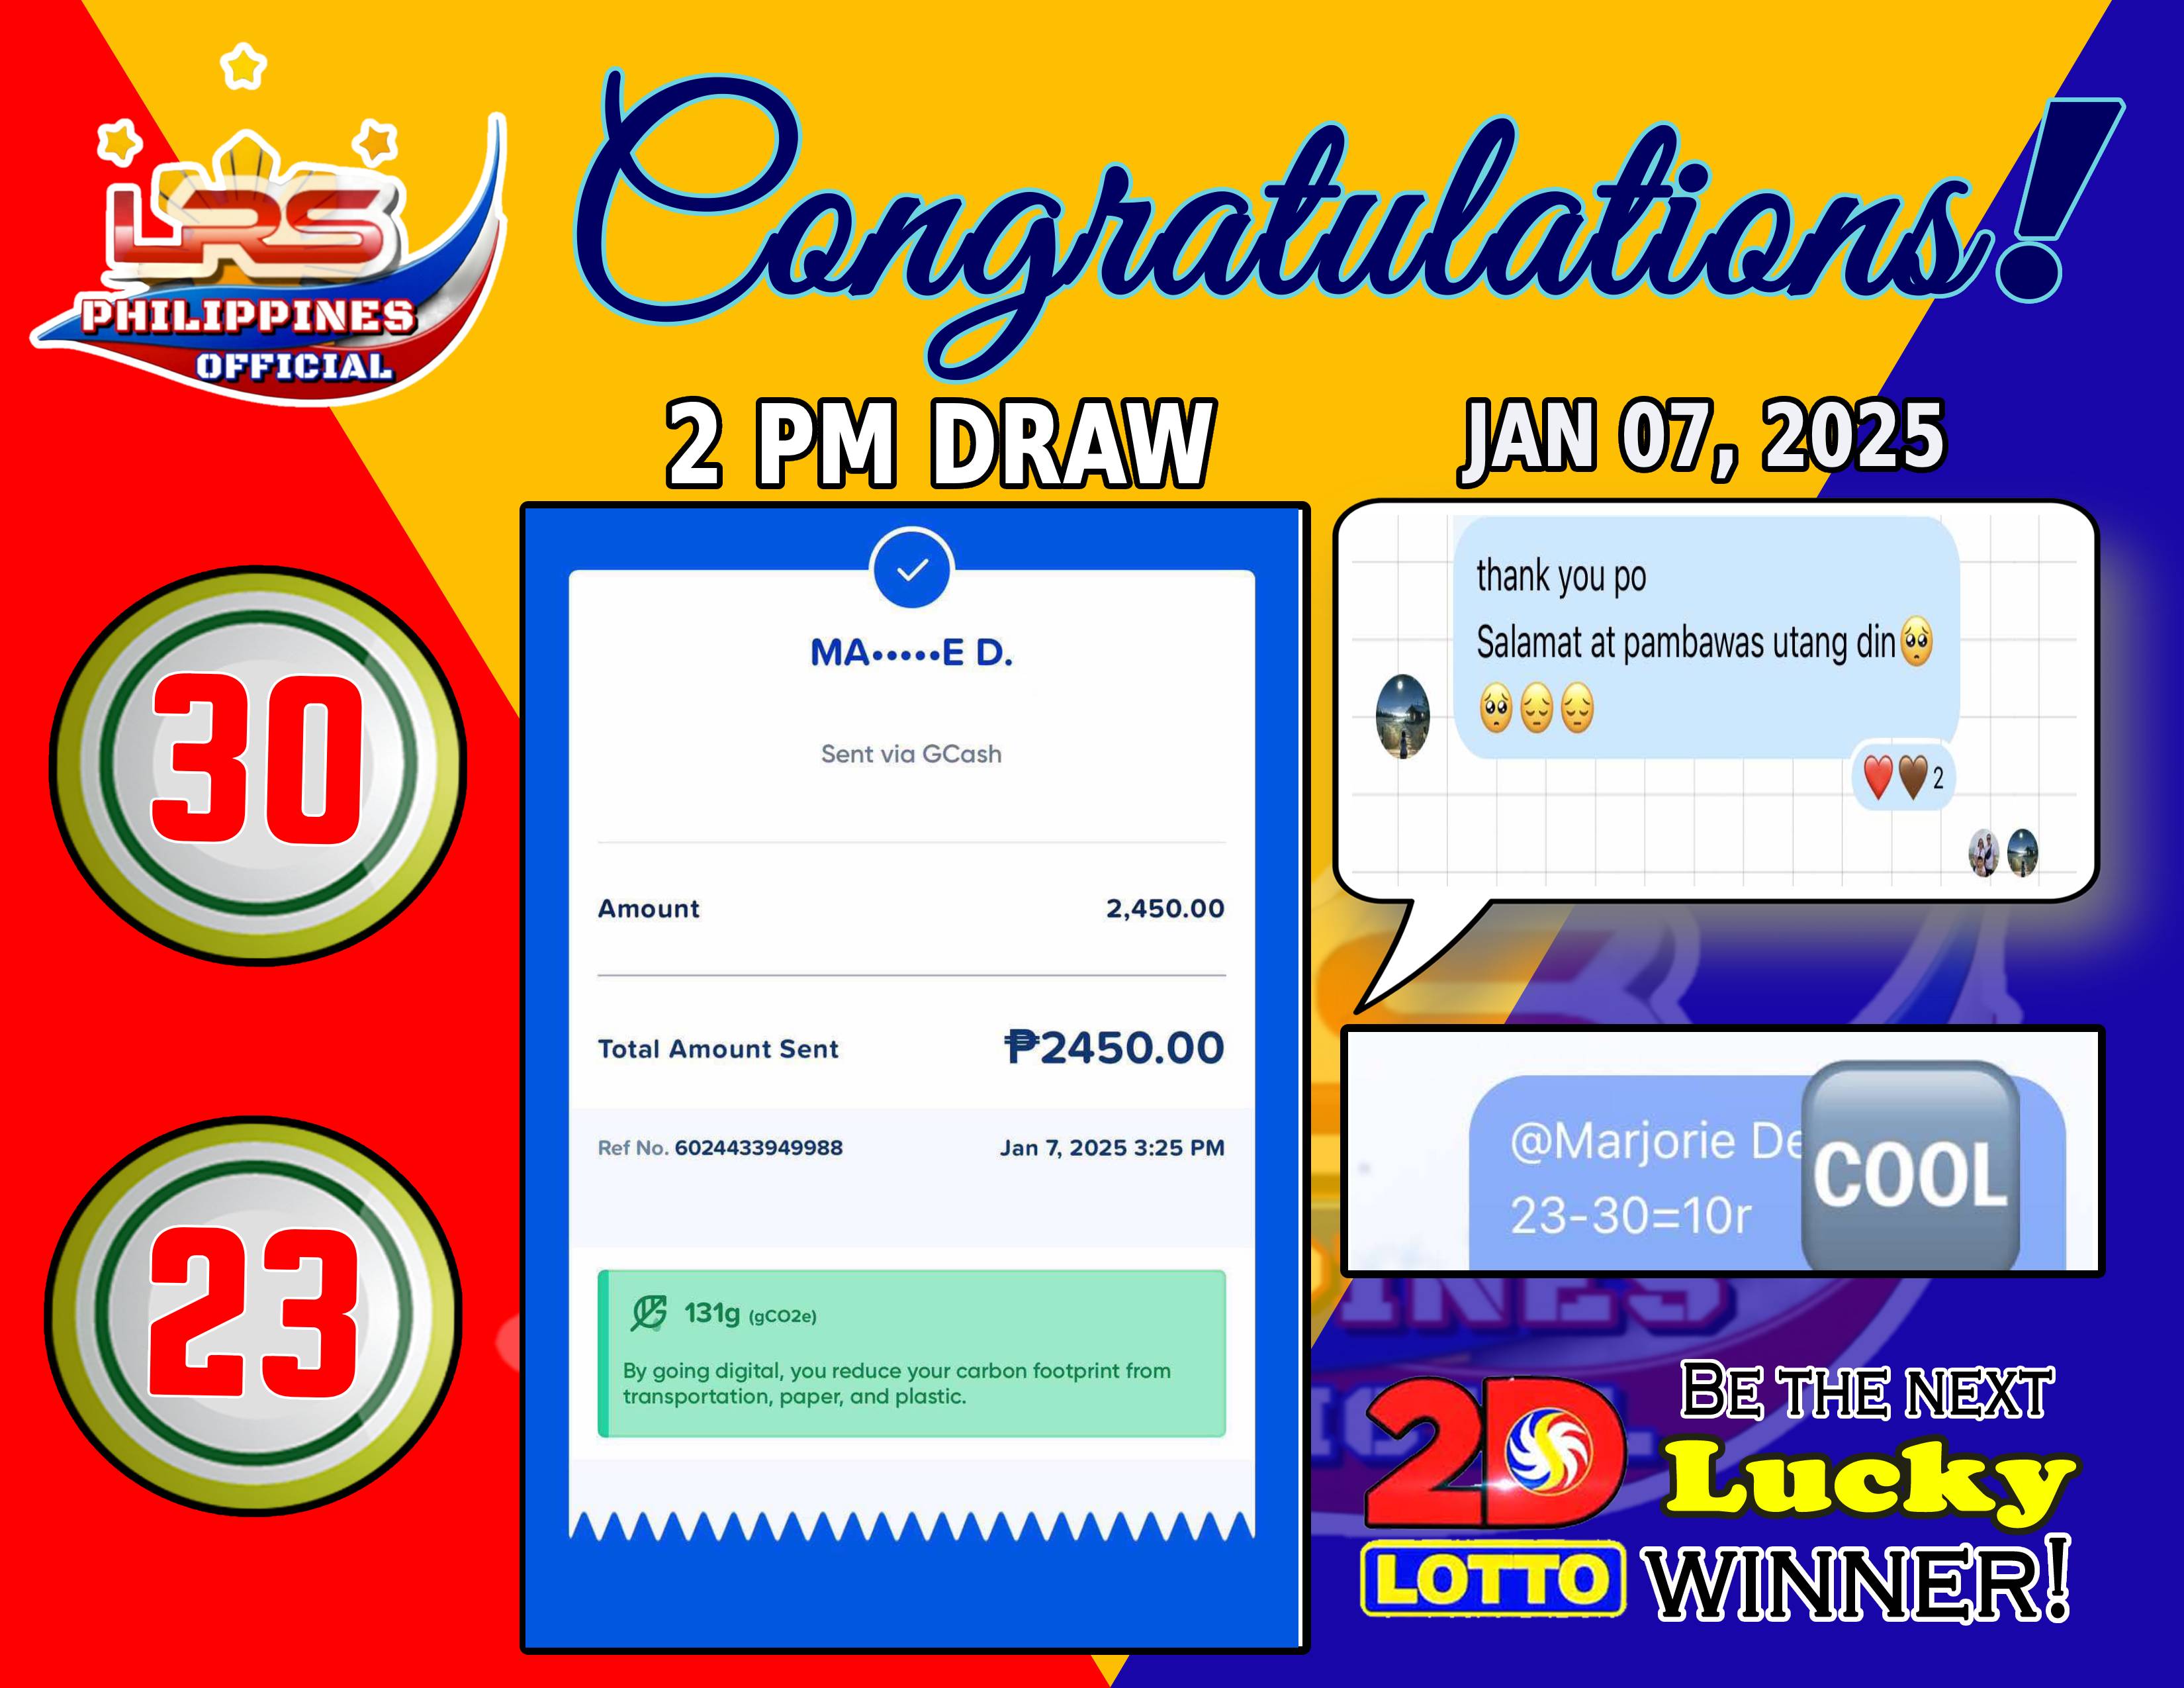 LRS
PHILIPPINES
OFFICIAL
Congratulations!
2 PM DRAW
JAN 07, 2025
30
23
MA•••••E D.
Sent via GCash
Amount 2,450.00
Total Amount Sent ₱2450.00
Ref No. 6024433949988 Jan 7, 2025 3:25 PM
131g (gCO2e)
By going digital, you reduce your carbon footprint from
transportation, paper, and plastic.
thank you po
Salamat at pambawas utang din🥺
🥺😔😔
❤️🤎 2
@Marjorie De
23-30=10r
COOL
2D
LOTTO
BE THE NEXT
Lucky
WINNER!